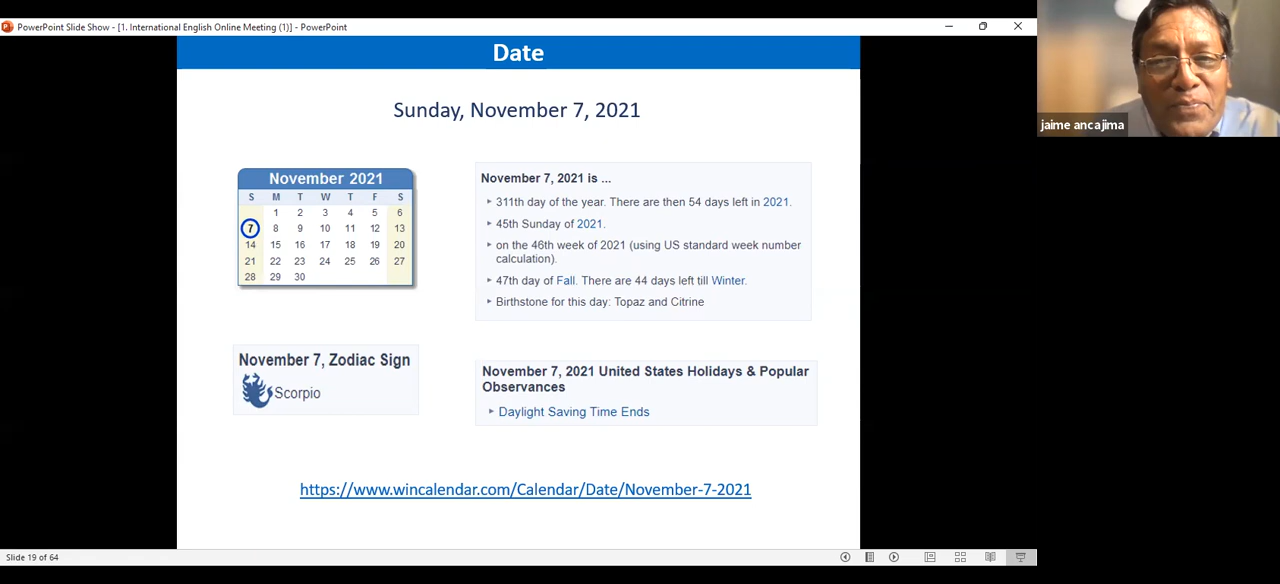 PowerPoint Slide Show - [1. International English Online Meeting (1)] - PowerPoint
Date
Sunday, November 7, 2021
November 2021
S M T W T F S
1 2 3 4 5 6
7 8 9 10 11 12 13
14 15 16 17 18 19 20
21 22 23 24 25 26 27
28 29 30
November 7, 2021 is ...
311th day of the year. There are then 54 days left in 2021.
45th Sunday of 2021.
on the 46th week of 2021 (using US standard week number
calculation).
47th day of Fall. There are 44 days left till Winter.
Birthstone for this day: Topaz and Citrine
November 7, Zodiac Sign
Scorpio
November 7, 2021 United States Holidays & Popular
Observances
Daylight Saving Time Ends
https://www.wincalendar.com/Calendar/Date/November-7-2021
Slide 19 of 64
jaime ancajima